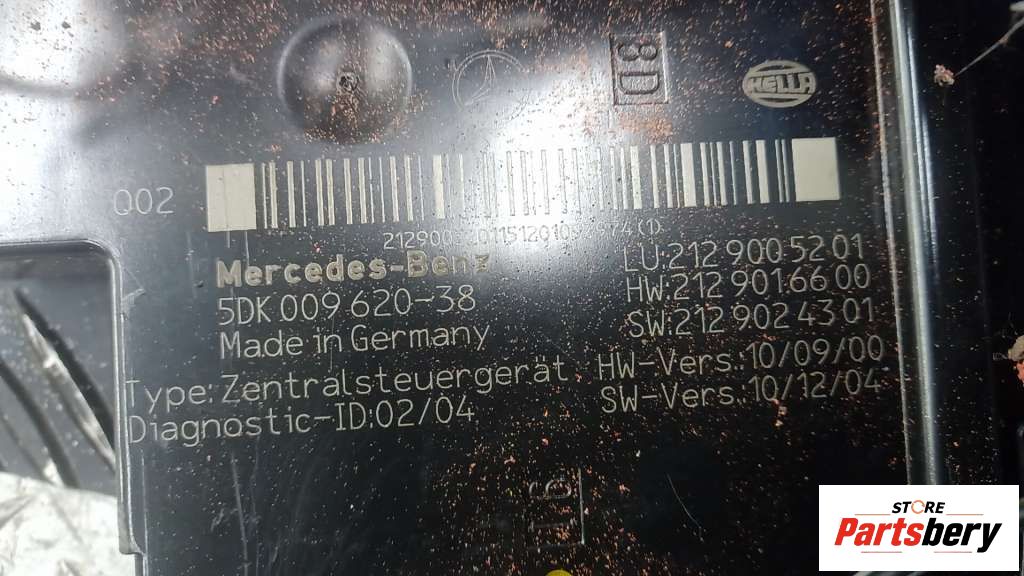 BD
HELLA
002
Mercedes-Benz
5DK 009 620-38
Made in Germany
Type: Zentralsteuergerät
Diagnostic-ID:02/04
LU:212 900 52 01
HW:212 901 66 00
SW:212 902 43 01
HW-Vers.:10/09/00
SW-Vers.:10/12/04
STORE
Partsbery